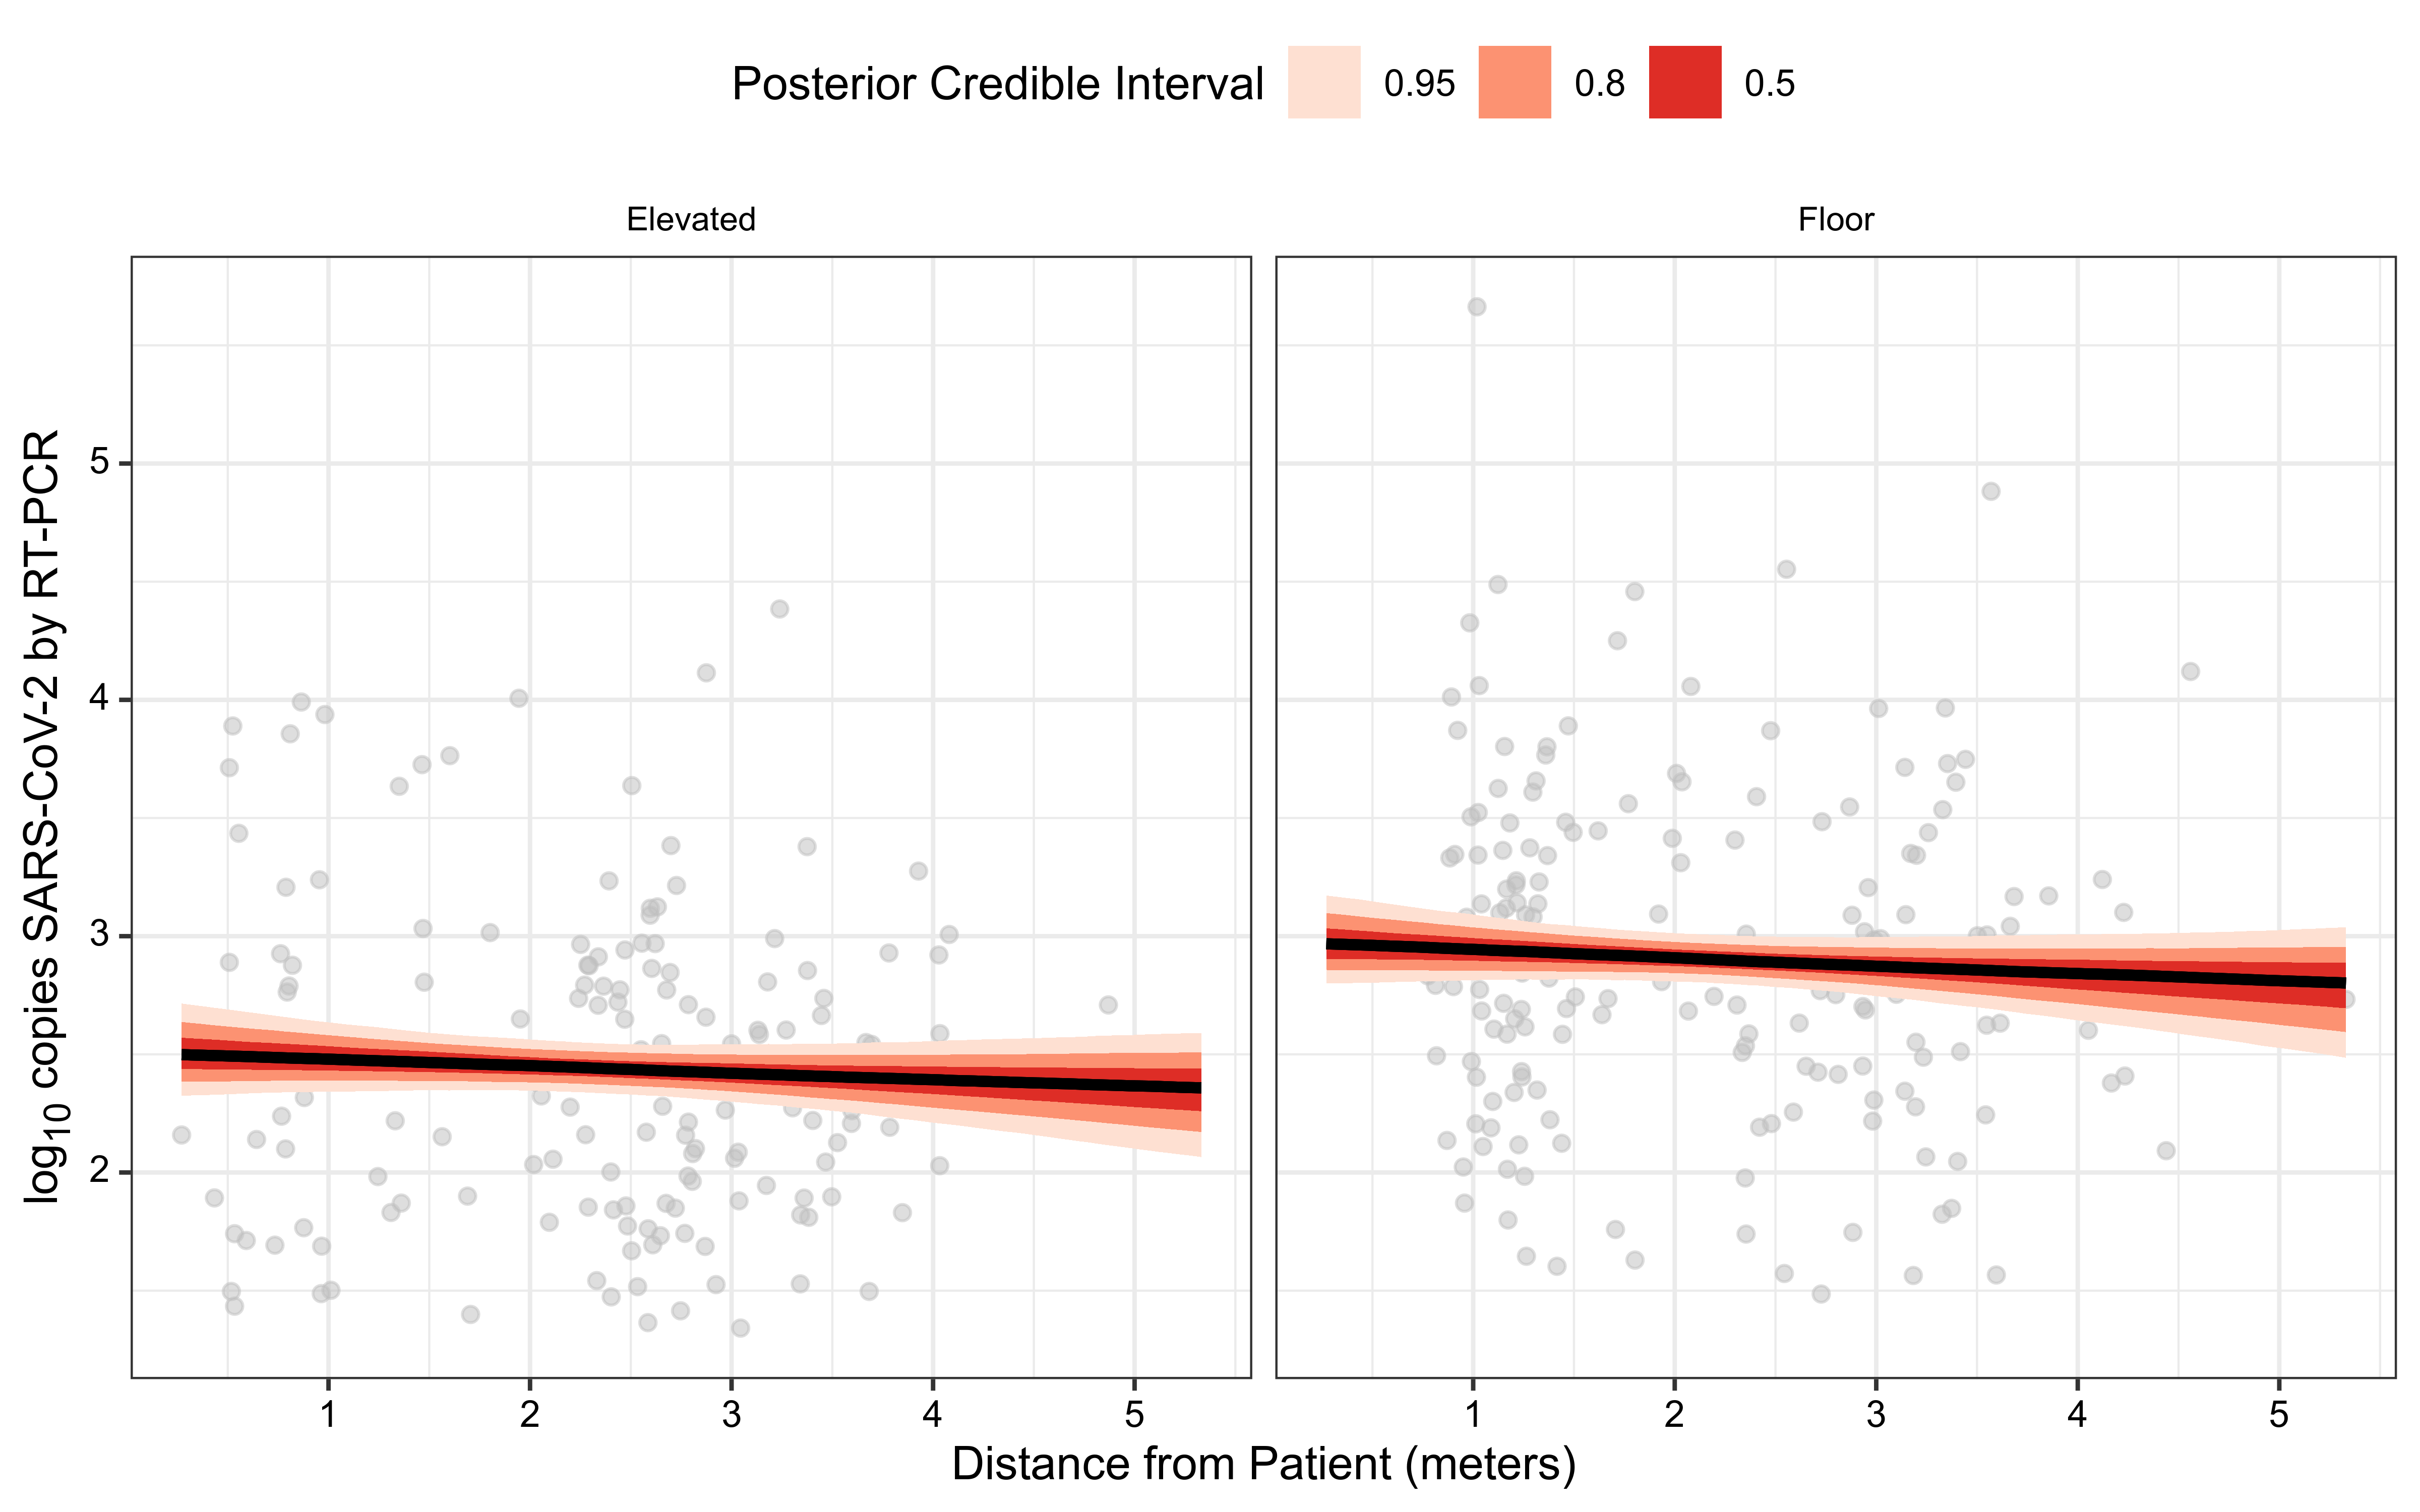 Posterior Credible Interval 0.95 0.8 0.5
Elevated Floor
log10 copies SARS-CoV-2 by RT-PCR
5
4
3
2
1 2 3 4 5 1 2 3 4 5
Distance from Patient (meters)